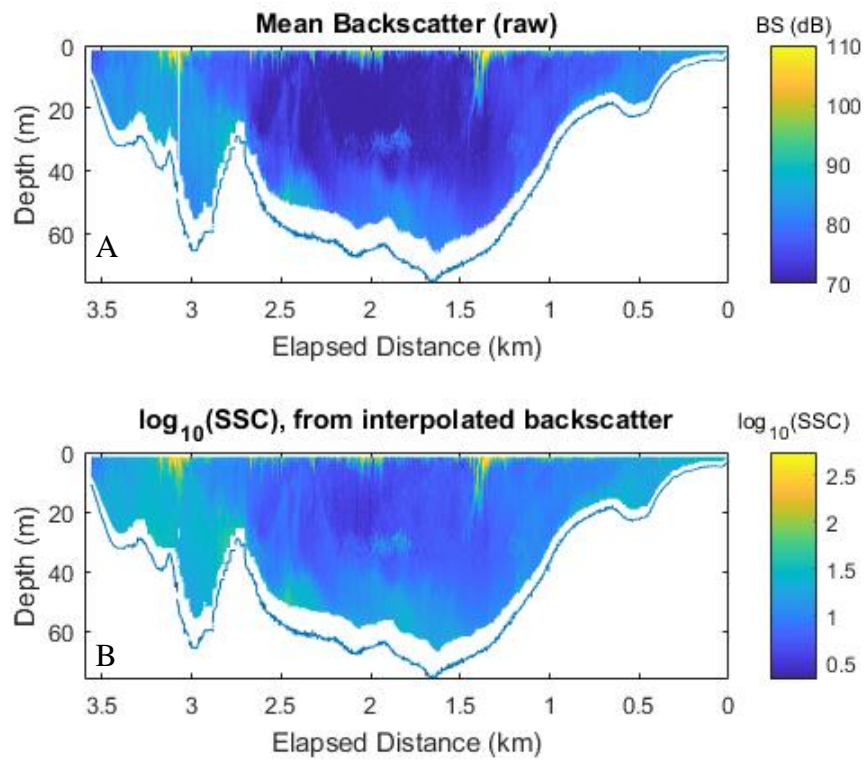 Mean Backscatter (raw)
BS (dB)
0
20
40
60
Depth (m)
A
3.5 3 2.5 2 1.5 1 0.5 0
Elapsed Distance (km)
110
100
90
80
70
log10(SSC), from interpolated backscatter
log10(SSC)
0
20
40
60
Depth (m)
B
3.5 3 2.5 2 1.5 1 0.5 0
Elapsed Distance (km)
2.5
2
1.5
1
0.5